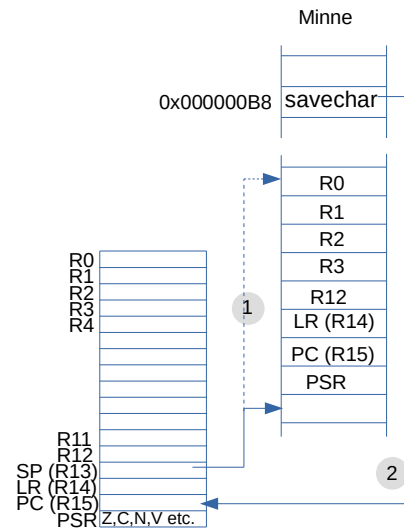 Minne
0x000000B8
savechar
R0
R1
R2
R3
R12
LR (R14)
PC (R15)
PSR
1
R0
R1
R2
R3
R4
R11
R12
SP (R13)
LR (R14)
PC (R15)
PSR
Z,C,N,V etc.
2